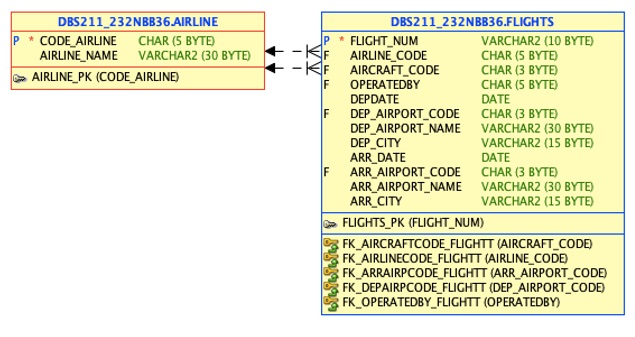 DBS211_232NBB36.AIRLINE
P * CODE_AIRLINE CHAR (5 BYTE)
AIRLINE_NAME VARCHAR2 (30 BYTE)
AIRLINE_PK (CODE_AIRLINE)
DBS211_232NBB36.FLIGHTS
P * FLIGHT_NUM VARCHAR2 (10 BYTE)
F AIRLINE_CODE CHAR (5 BYTE)
F AIRCRAFT_CODE CHAR (3 BYTE)
F OPERATEDBY CHAR (5 BYTE)
DEPDATE DATE
F DEP_AIRPORT_CODE CHAR (3 BYTE)
DEP_AIRPORT_NAME VARCHAR2 (30 BYTE)
DEP_CITY VARCHAR2 (15 BYTE)
ARR_DATE DATE
F ARR_AIRPORT_CODE CHAR (3 BYTE)
ARR_AIRPORT_NAME VARCHAR2 (30 BYTE)
ARR_CITY VARCHAR2 (15 BYTE)
FLIGHTS_PK (FLIGHT_NUM)
FK_AIRCRAFTCODE_FLIGHTT (AIRCRAFT_CODE)
FK_AIRLINECODE_FLIGHTT (AIRLINE_CODE)
FK_ARRAIRPCODE_FLIGHTT (ARR_AIRPORT_CODE)
FK_DEPAIRPCODE_FLIGHTT (DEP_AIRPORT_CODE)
FK_OPERATEDBY_FLIGHTT (OPERATEDBY)